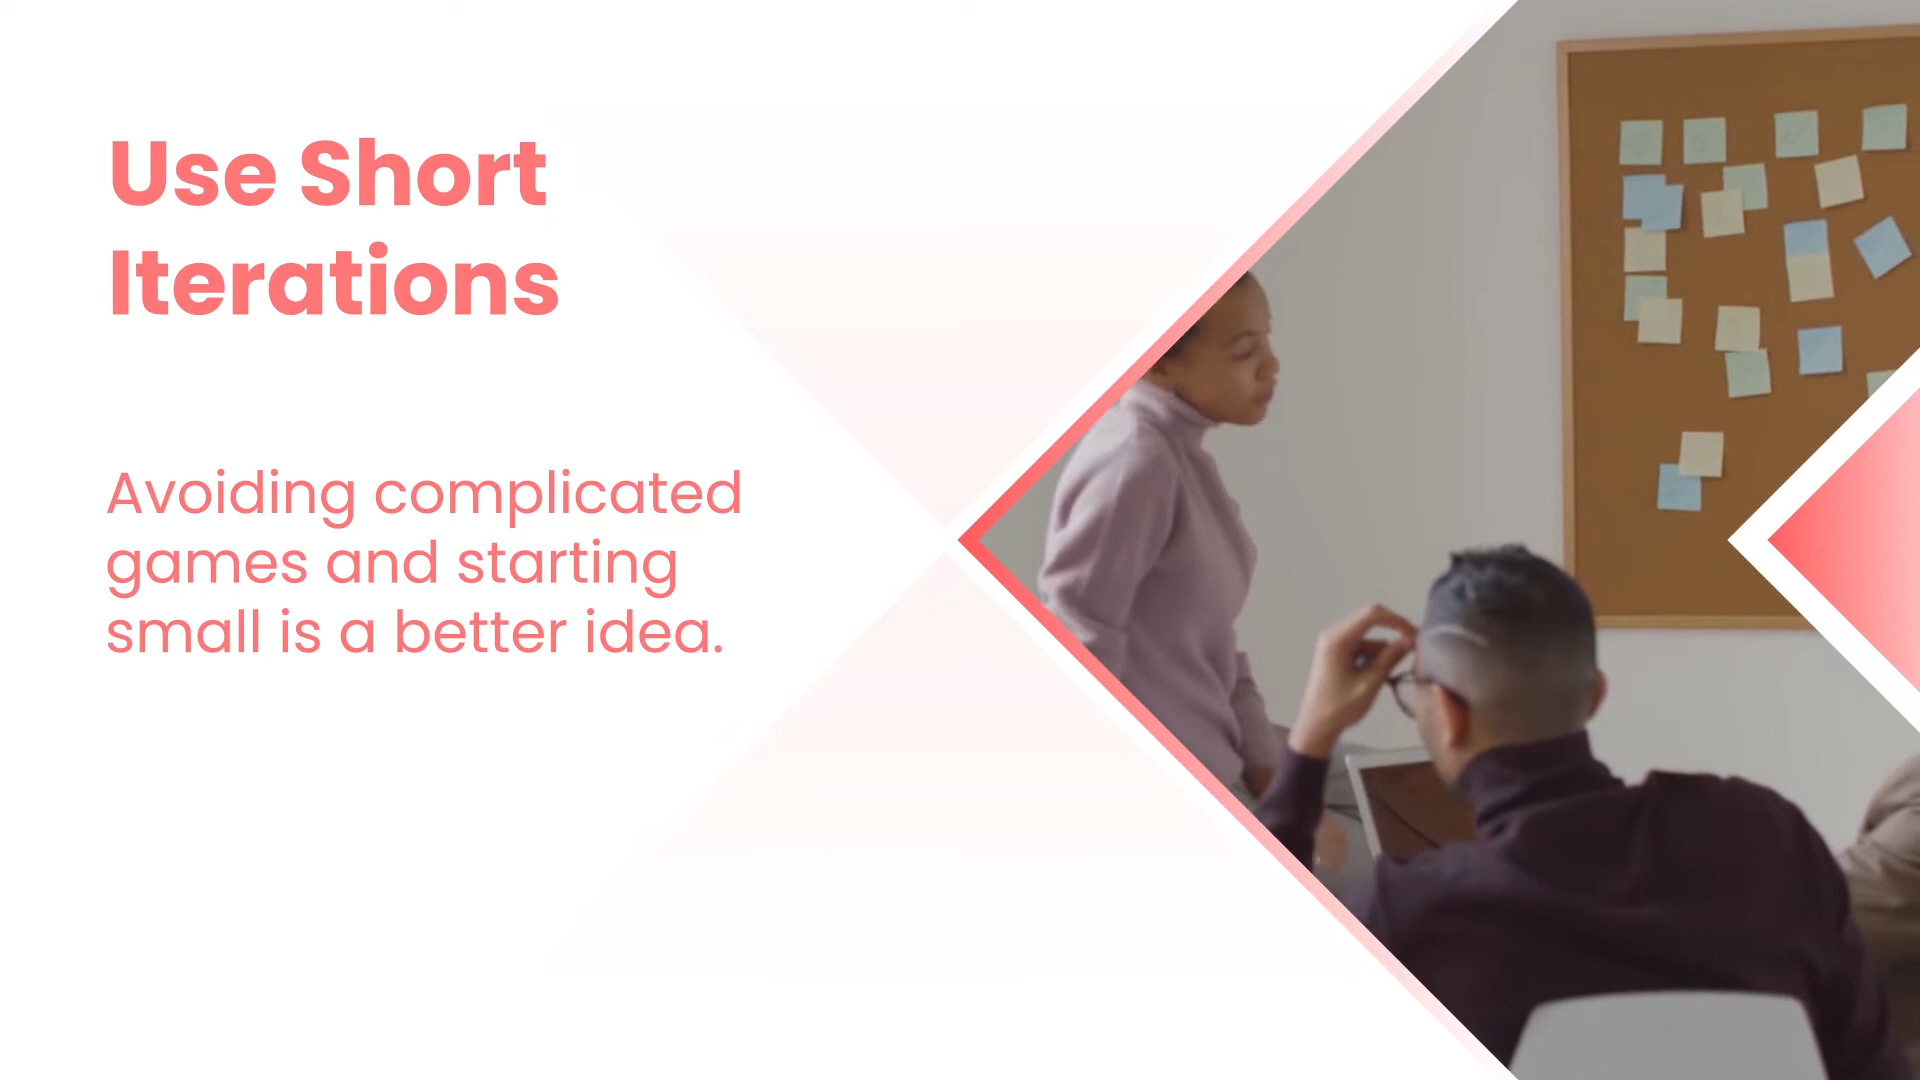 Use Short
Iterations
Avoiding complicated
games and starting
small is a better idea.